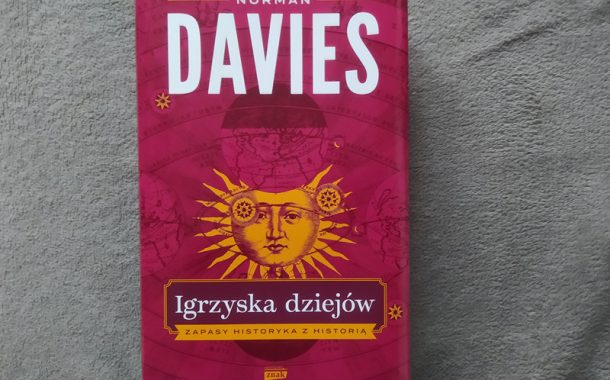 NORMAN
DAVIES
Igrzyska dziejów
ZAPASY HISTORYKA Z HISTORIĄ
znak